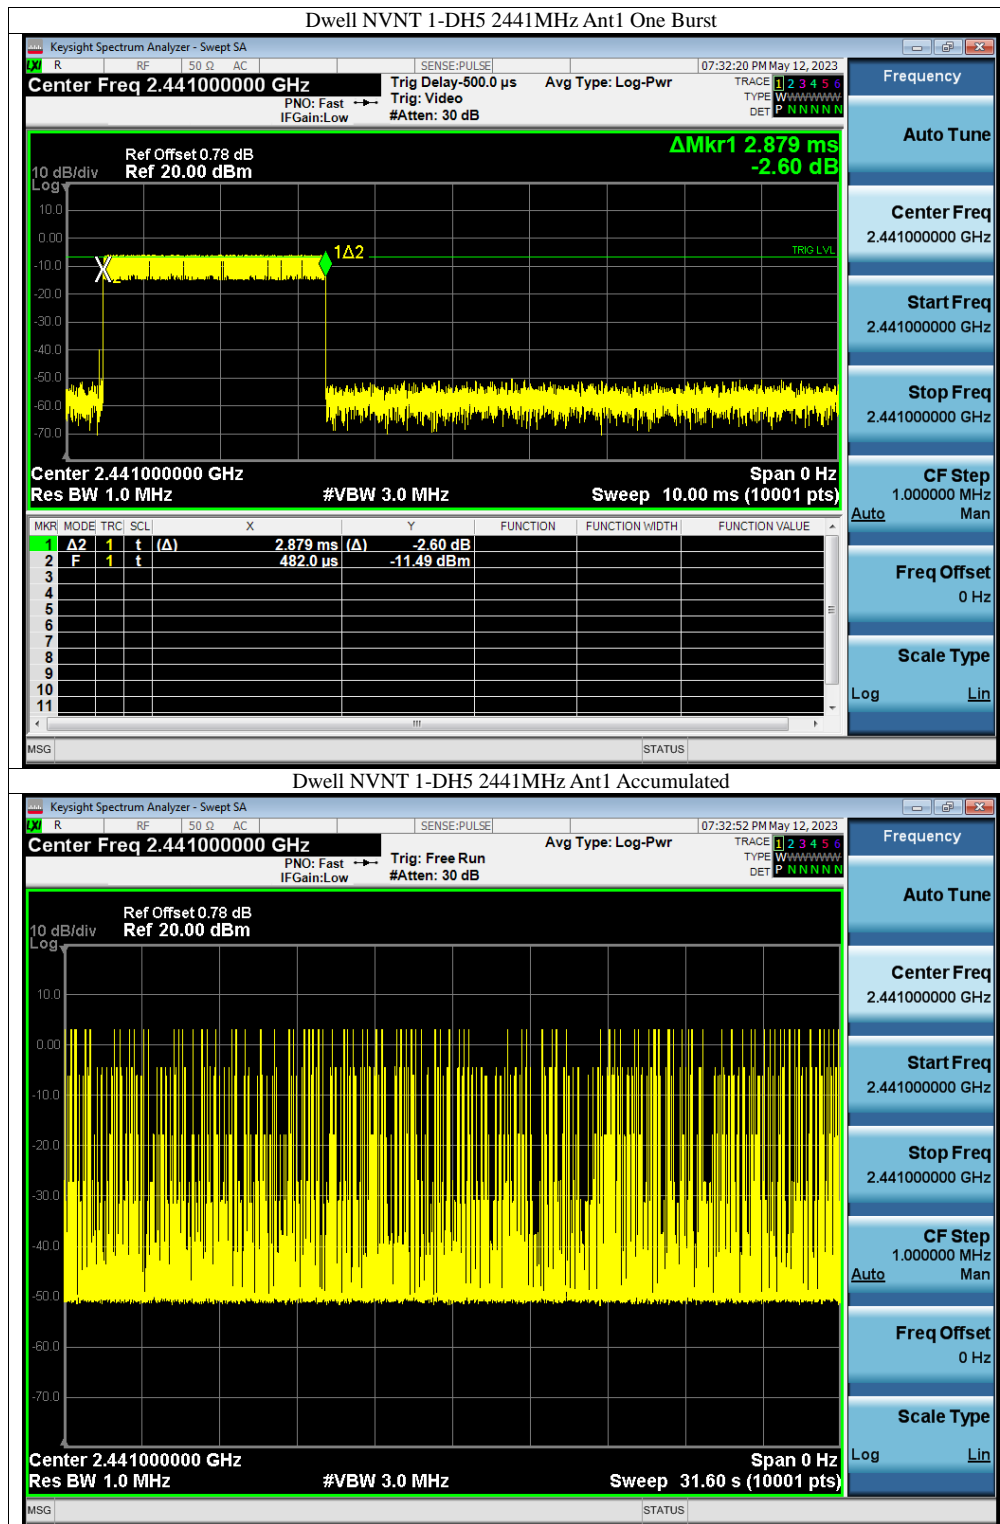 Dwell NVNT 1-DH5 2441MHz Ant1 One Burst
Keysight Spectrum Analyzer - Swept SA
LXI R RF 50 Ω AC SENSE:PULSE 07:32:20 PM May 12, 2023
Center Freq 2.441000000 GHz
PNO: Fast
IFGain:Low
Trig Delay-500.0 µs
Trig: Video
#Atten: 30 dB
Avg Type: Log-Pwr
TRACE 1 2 3 4 5 6
TYPE WWWWWW
DET P N N N N N
Frequency
Auto Tune
Center Freq
2.441000000 GHz
Start Freq
2.441000000 GHz
Stop Freq
2.441000000 GHz
CF Step
1.000000 MHz
Auto Man
Freq Offset
0 Hz
Scale Type
Log Lin
ΔMkr1 2.879 ms
-2.60 dB
Ref Offset 0.78 dB
10 dB/div Ref 20.00 dBm
Log
10.0
0.00
-10.0
-20.0
-30.0
-40.0
-50.0
-60.0
-70.0
1Δ2
TRIG LVL
X2
Center 2.441000000 GHz Span 0 Hz
Res BW 1.0 MHz #VBW 3.0 MHz Sweep 10.00 ms (10001 pts)
MKR MODE TRC SCL X Y FUNCTION FUNCTION WIDTH FUNCTION VALUE
1 Δ2 1 t (Δ) 2.879 ms (Δ) -2.60 dB
2 F 1 t 482.0 µs -11.49 dBm
3
4
5
6
7
8
9
10
11
MSG STATUS
Dwell NVNT 1-DH5 2441MHz Ant1 Accumulated
Keysight Spectrum Analyzer - Swept SA
LXI R RF 50 Ω AC SENSE:PULSE 07:32:52 PM May 12, 2023
Center Freq 2.441000000 GHz
PNO: Fast
IFGain:Low
Trig: Free Run
#Atten: 30 dB
Avg Type: Log-Pwr
TRACE 1 2 3 4 5 6
TYPE WWWWWW
DET P N N N N N
Frequency
Auto Tune
Center Freq
2.441000000 GHz
Start Freq
2.441000000 GHz
Stop Freq
2.441000000 GHz
CF Step
1.000000 MHz
Auto Man
Freq Offset
0 Hz
Scale Type
Log Lin
Ref Offset 0.78 dB
10 dB/div Ref 20.00 dBm
Log
10.0
0.00
-10.0
-20.0
-30.0
-40.0
-50.0
-60.0
-70.0
Center 2.441000000 GHz Span 0 Hz
Res BW 1.0 MHz #VBW 3.0 MHz Sweep 31.60 s (10001 pts)
MSG STATUS